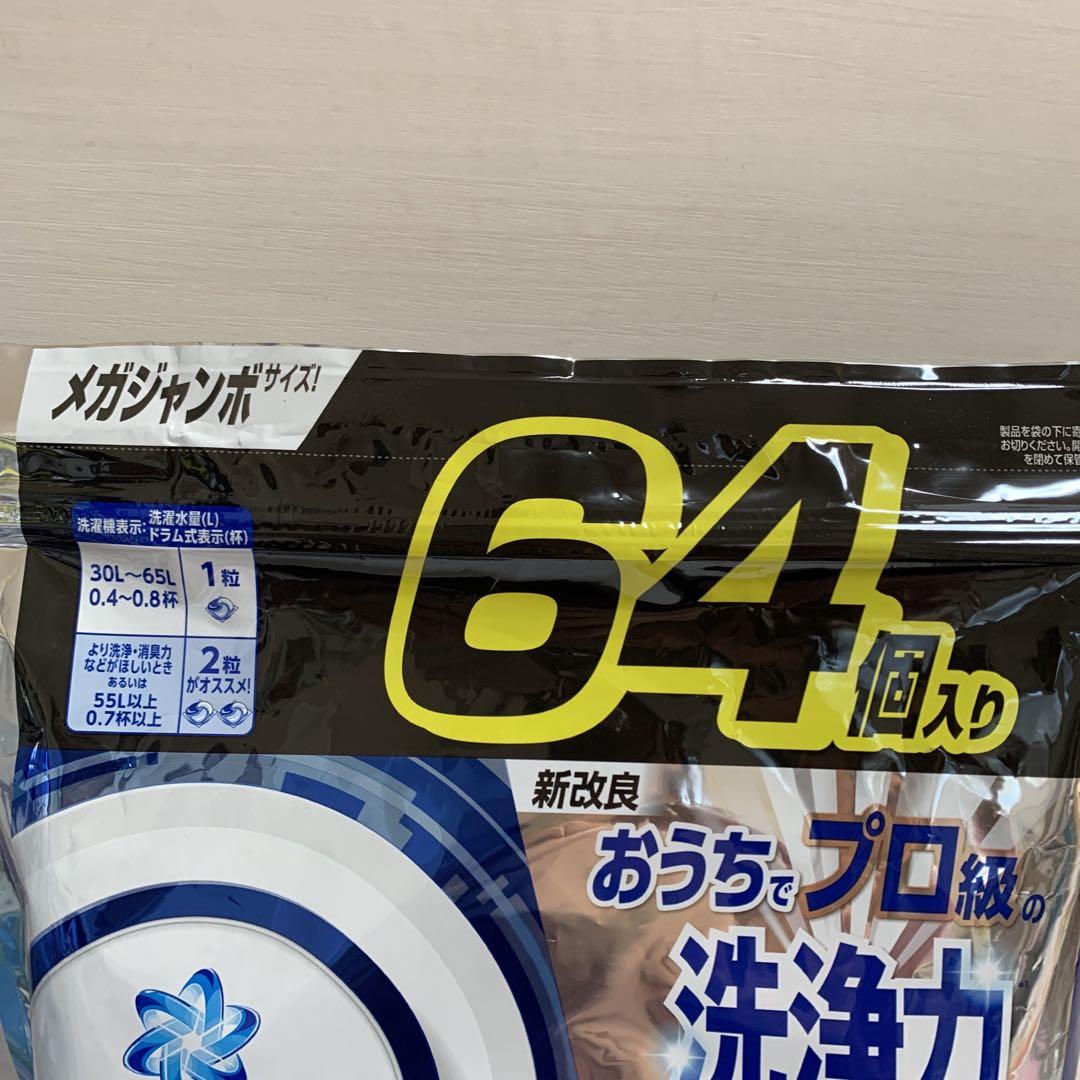 メガジャンボサイズ!
64個入り
製品を袋の下に寄
お切りください。開
を閉めて保管
洗濯機表示:洗濯水量(L)
ドラム式表示(杯)
30L～65L
0.4～0.8杯
1粒
より洗浄・消臭力
などがほしいとき
あるいは
55L以上
0.7杯以上
2粒
がオススメ!
新改良
おうちでプロ級の
洗浄力